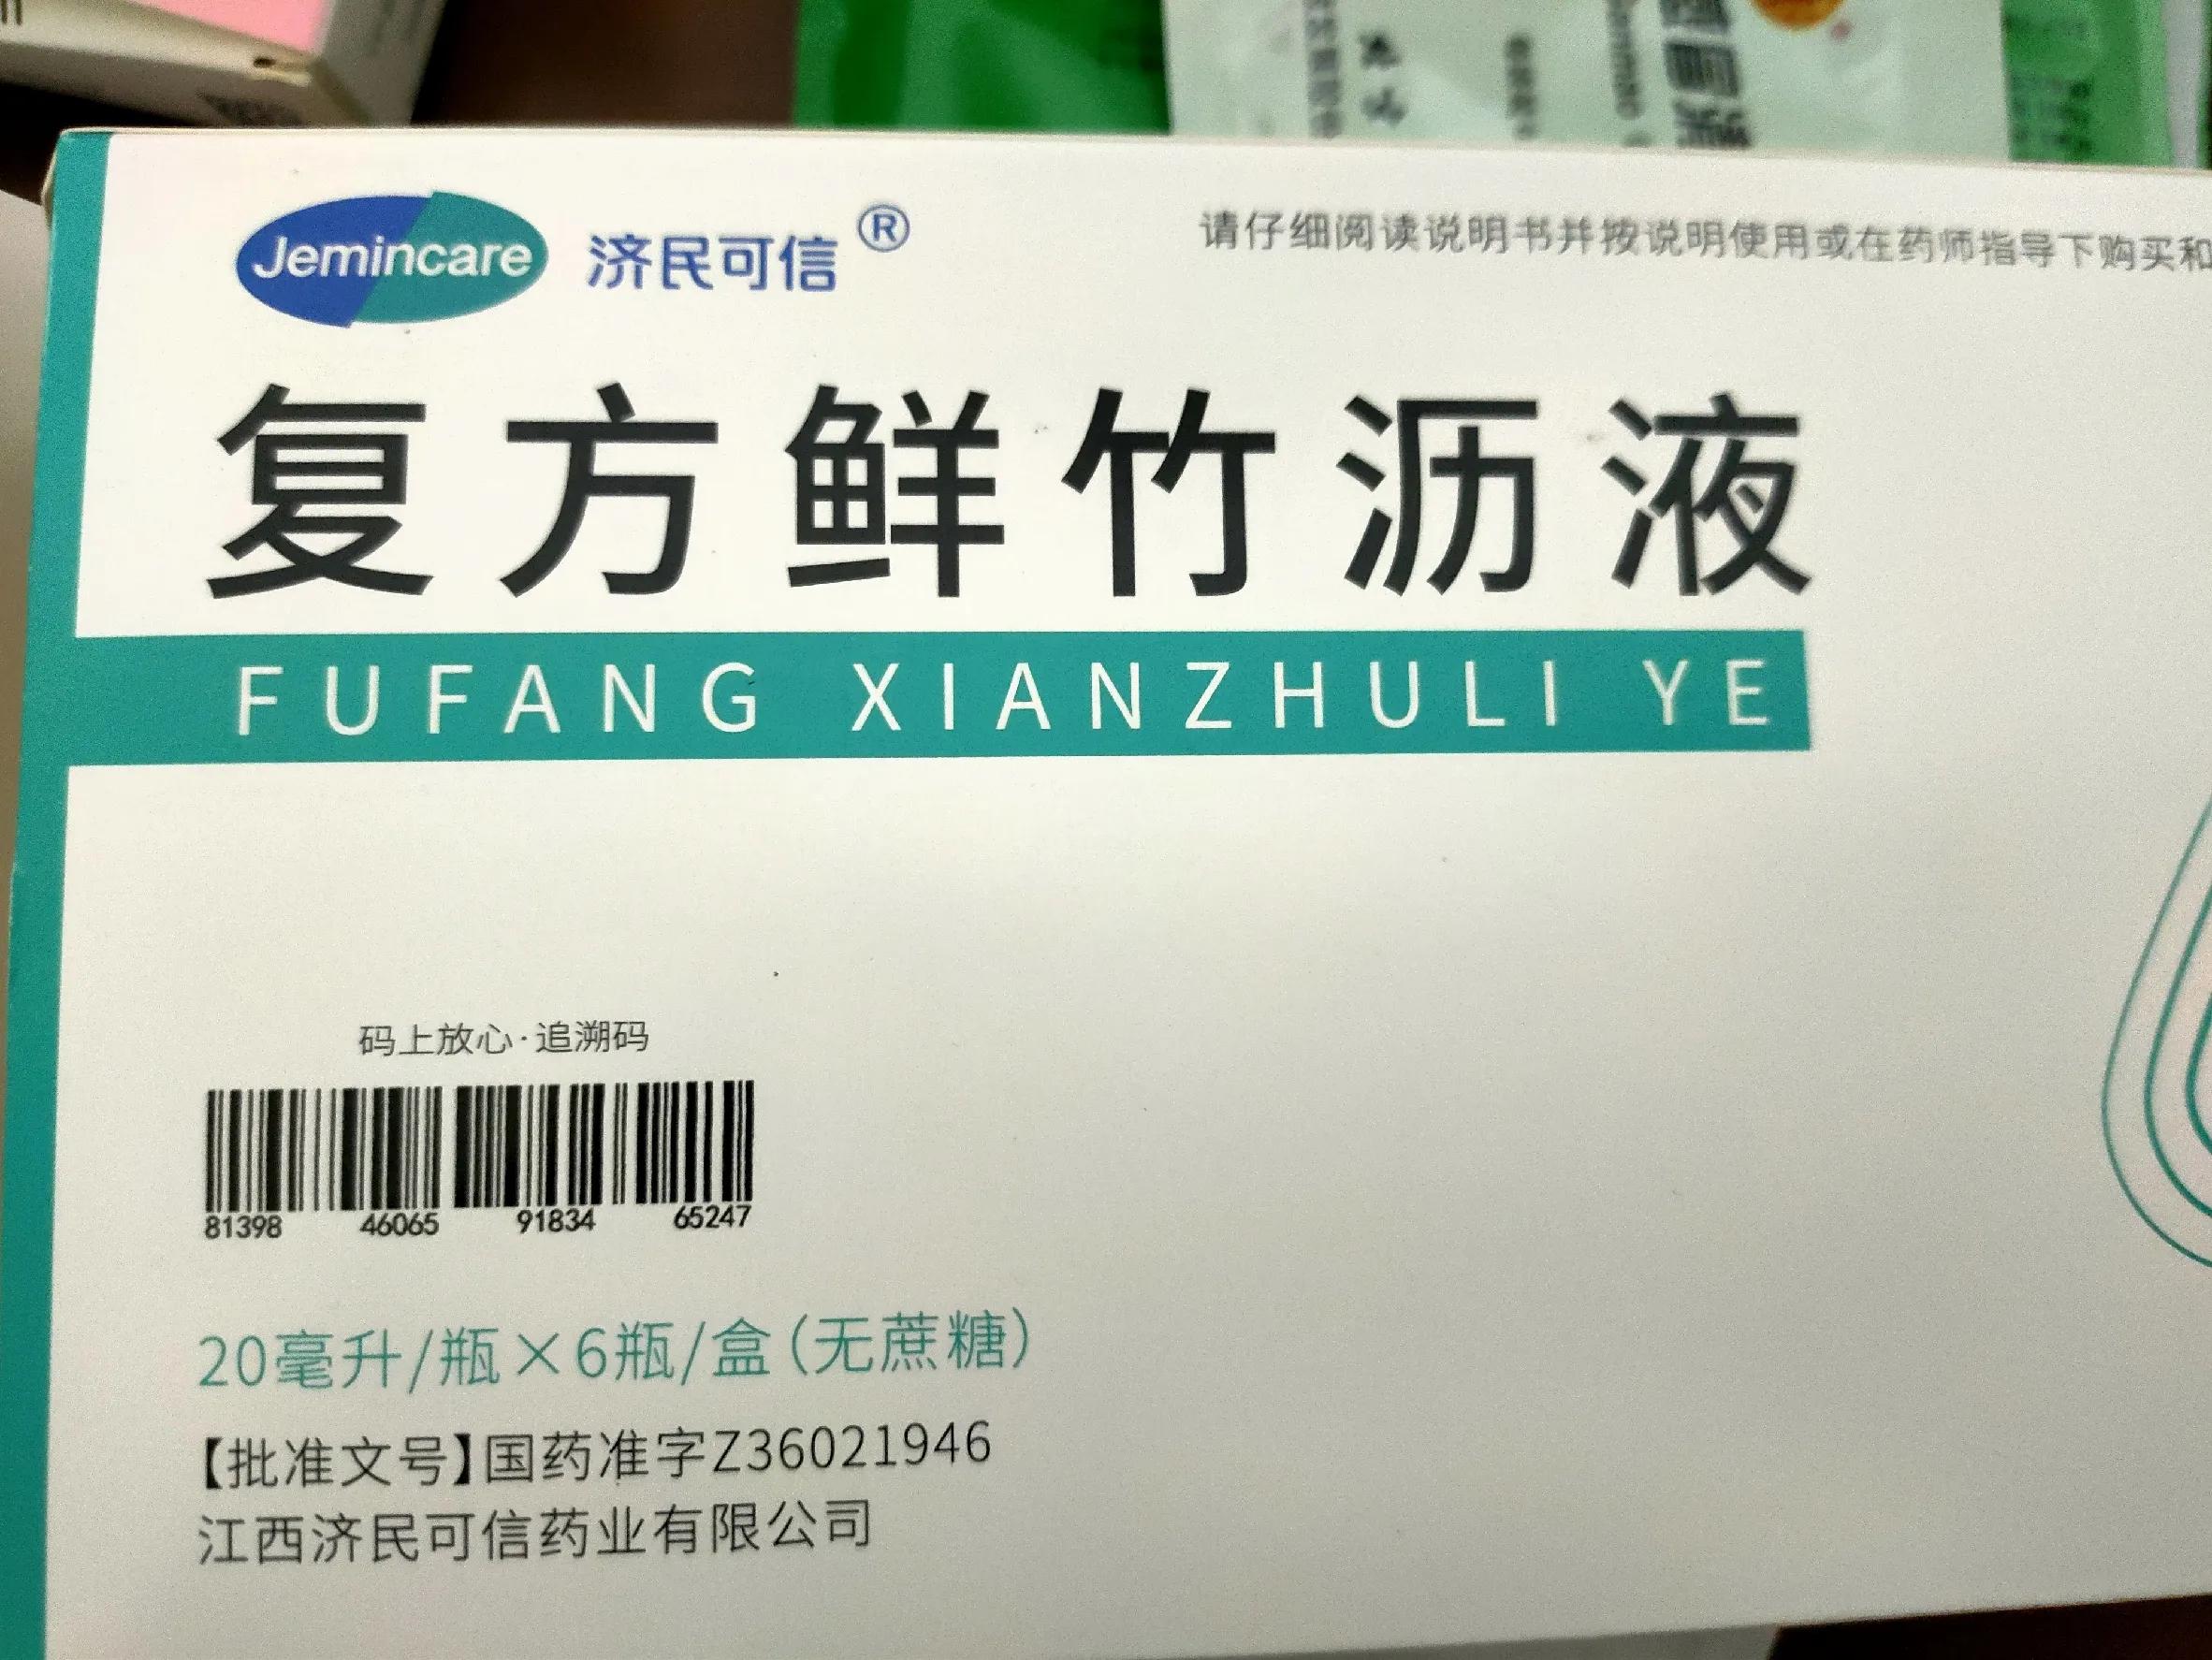 Jemincare 济民可信®
请仔细阅读说明书并按说明使用或在药师指导下购买和
复方鲜竹沥液
FUFANG XIANZHULI YE
码上放心·追溯码
81398 46065 91834 65247
20毫升/瓶×6瓶/盒(无蔗糖)
【批准文号】国药准字Z36021946
江西济民可信药业有限公司